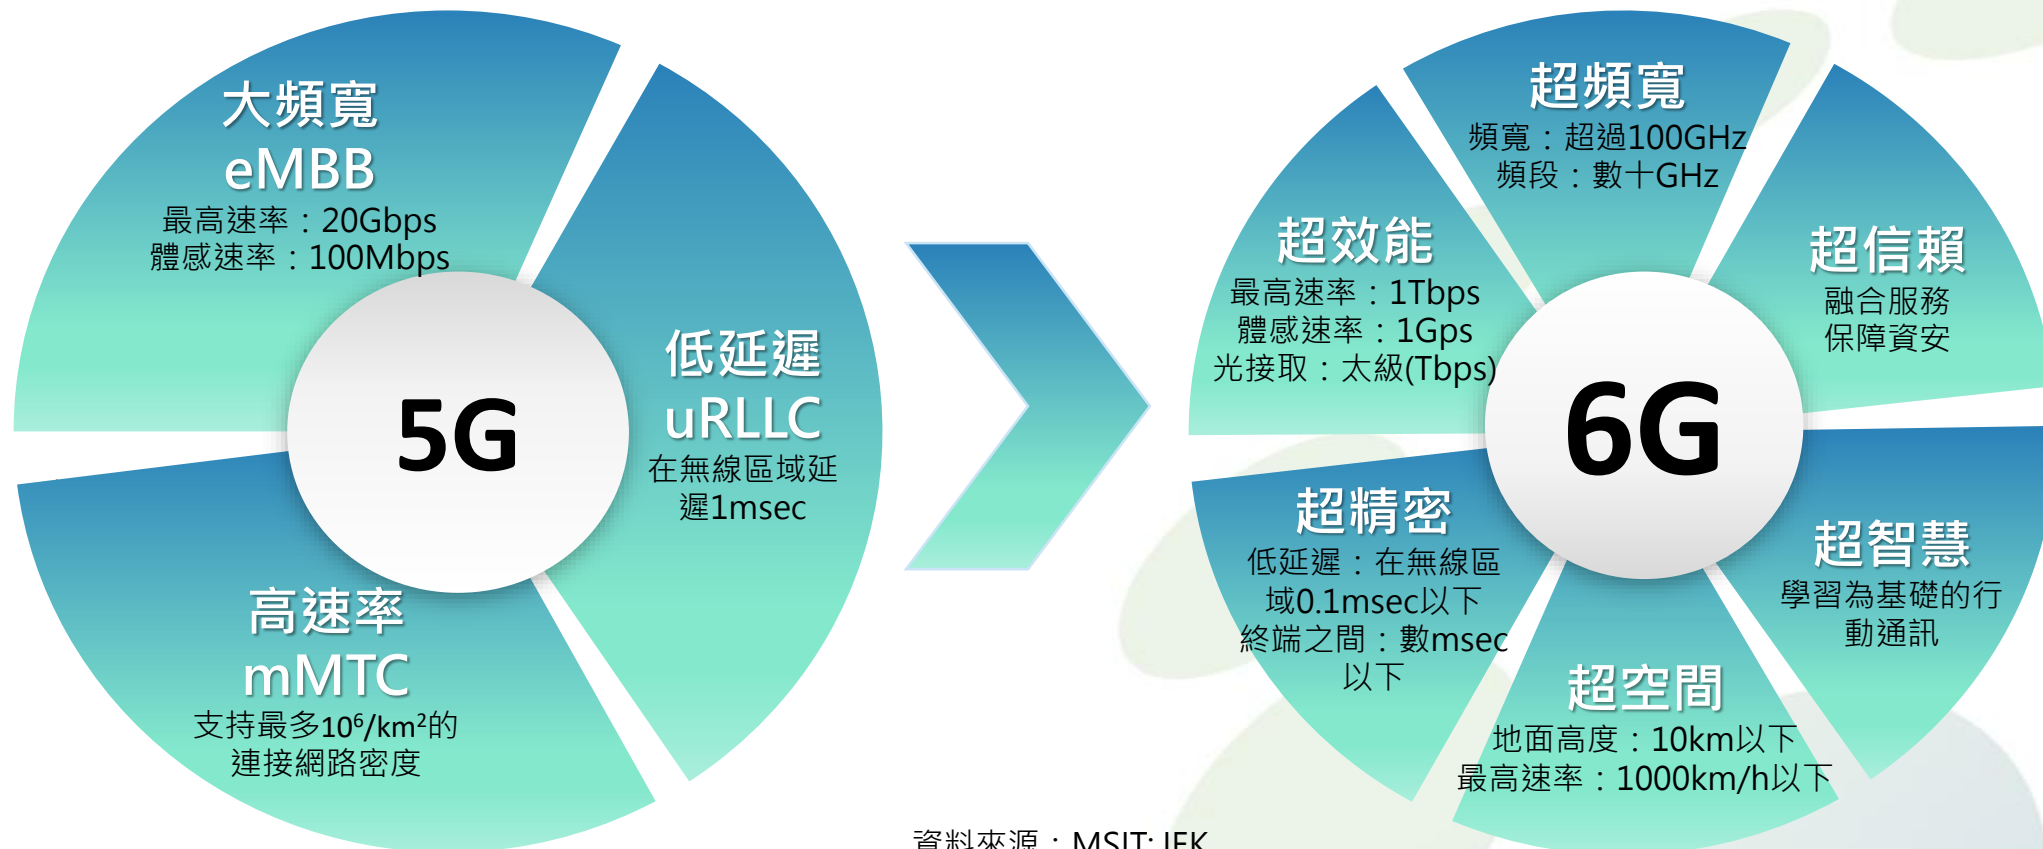 大頻寬
eMBB
最高速率：20Gbps
體感速率：100Mbps
低延遲
uRLLC
在無線區域延
遲1msec
高速率
mMTC
支持最多10⁶/km²的
連接網路密度
5G
超頻寬
頻寬：超過100GHz
頻段：數十GHz
超信賴
融合服務
保障資安
超智慧
學習為基礎的行
動通訊
超空間
地面高度：10km以下
最高速率：1000km/h以下
超精密
低延遲：在無線區
域0.1msec以下
終端之間：數msec
以下
超效能
最高速率：1Tbps
體感速率：1Gps
光接取：太級(Tbps)
6G
資料來源：MSIT; IEK